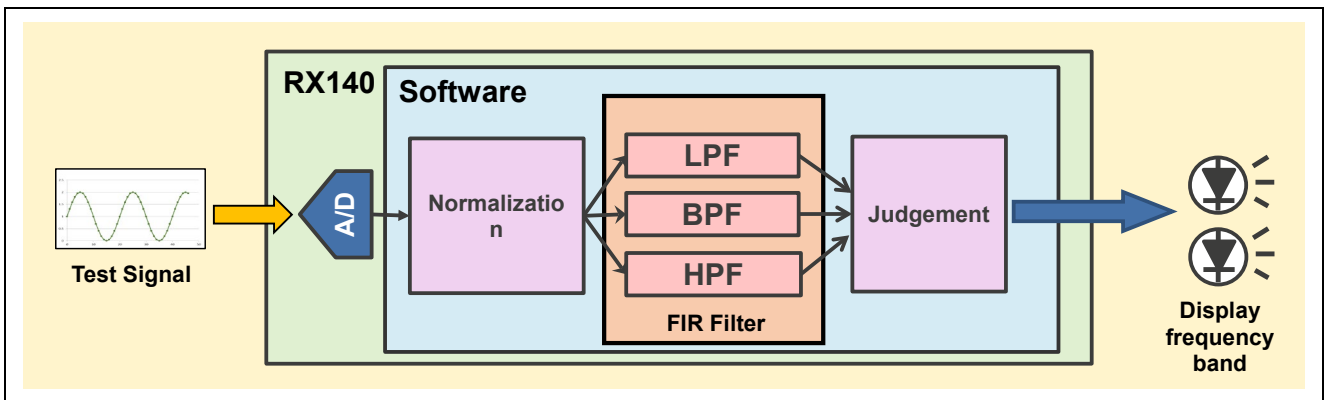 RX140
Software
Test Signal
A/D
Normalizatio
n
LPF
BPF
HPF
FIR Filter
Judgement
Display
frequency
band